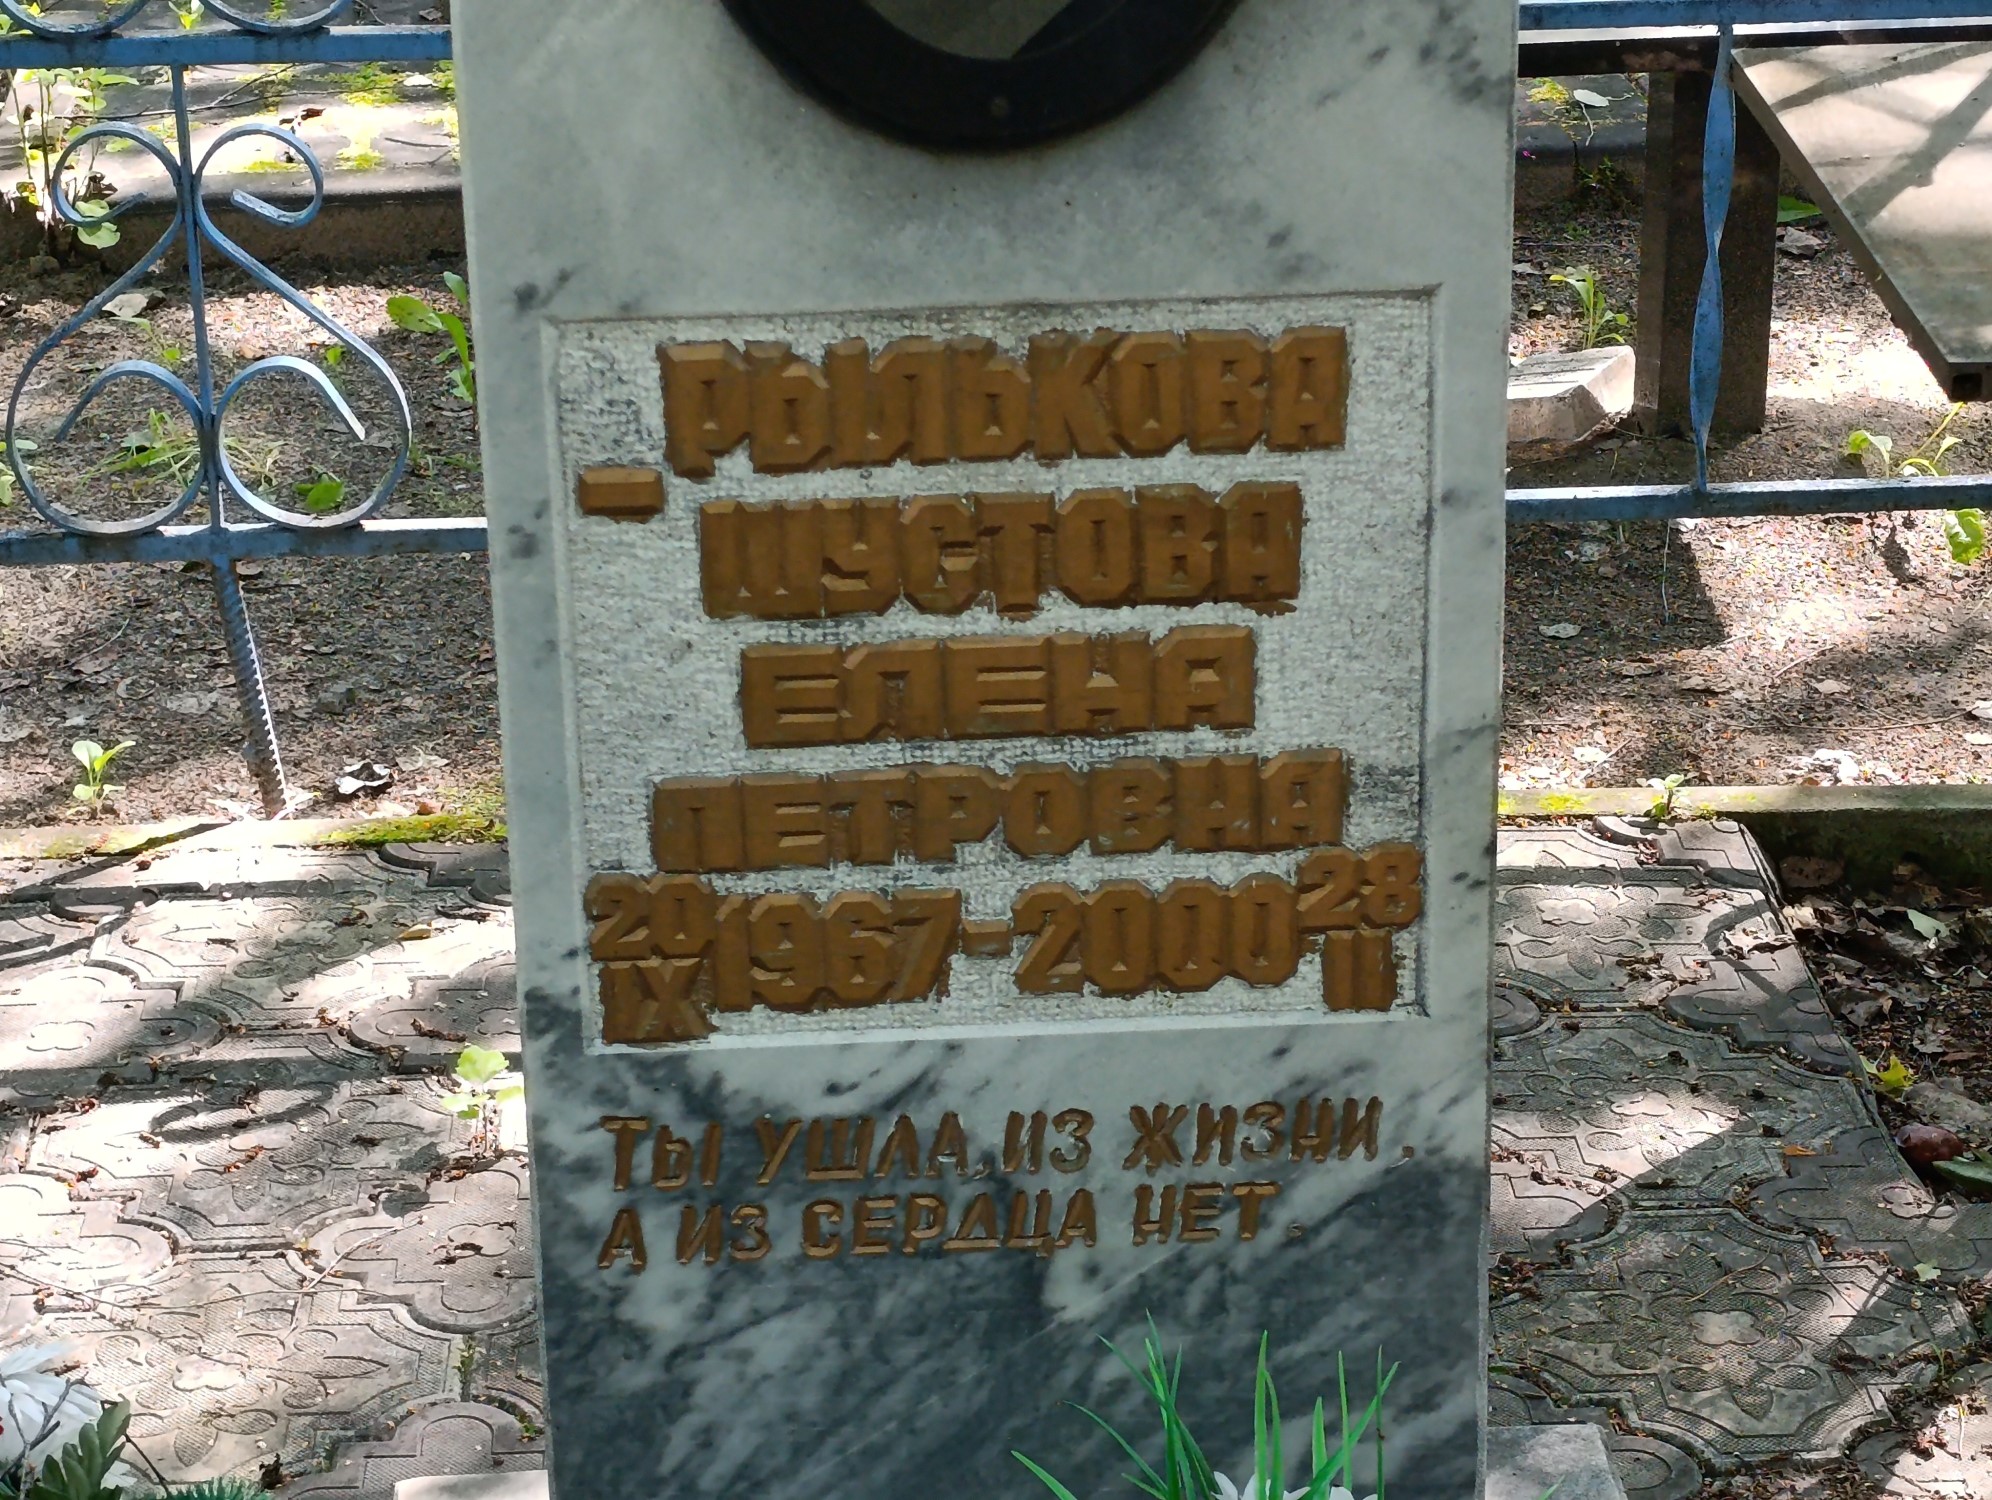 РЫЛЬКОВА
- ШУСТОВА
ЕЛЕНА
ПЕТРОВНА
20 IX 1967-2000 28 II
ТЫ УШЛА, ИЗ ЖИЗНИ.
А ИЗ СЕРДЦА НЕТ.